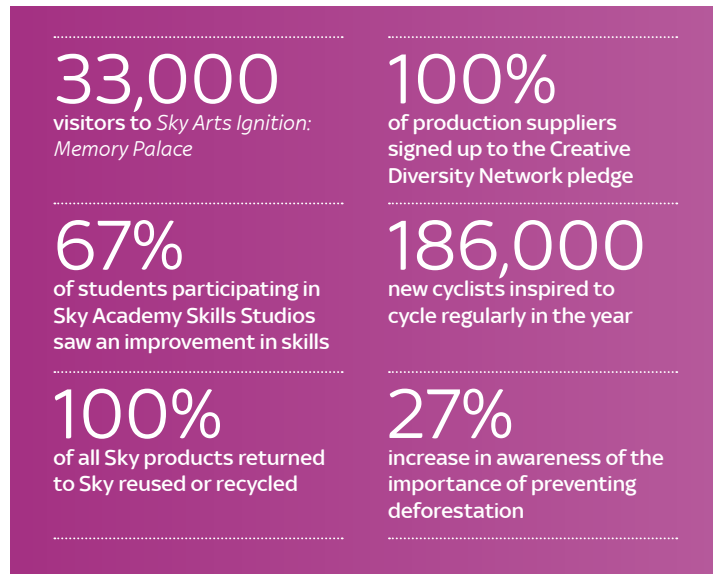 33,000
visitors to Sky Arts Ignition:
Memory Palace
100%
of production suppliers
signed up to the Creative
Diversity Network pledge
67%
of students participating in
Sky Academy Skills Studios
saw an improvement in skills
186,000
new cyclists inspired to
cycle regularly in the year
100%
of all Sky products returned
to Sky reused or recycled
27%
increase in awareness of the
importance of preventing
deforestation